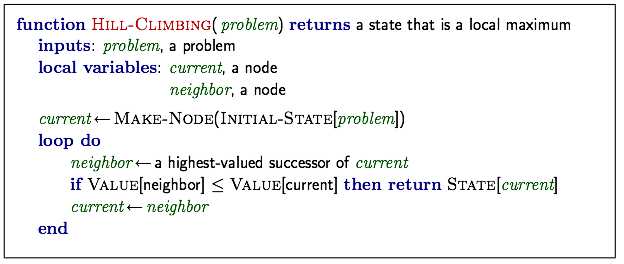 function HILL-CLIMBING( problem) returns a state that is a local maximum
inputs: problem, a problem
local variables: current, a node
neighbor, a node
current ← MAKE-NODE(INITIAL-STATE[problem])
loop do
neighbor ← a highest-valued successor of current
if VALUE[neighbor] ≤ VALUE[current] then return STATE[current]
current ← neighbor
end